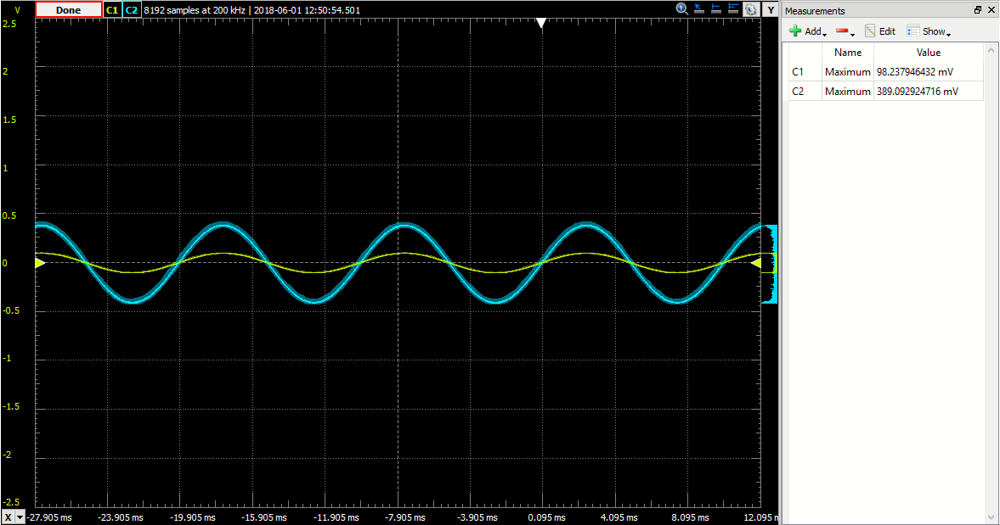 V Done C1 C2 8192 samples at 200 kHz | 2018-06-01 12:50:54.501 Y
2.5
2
1.5
1
0.5
0
-0.5
-1
-1.5
-2
-2.5
X -27.905 ms -23.905 ms -19.905 ms -15.905 ms -11.905 ms -7.905 ms -3.905 ms 0.095 ms 4.095 ms 8.095 ms 12.095 m
Measurements
Add Edit Show
Name Value
C1 Maximum 98.237946432 mV
C2 Maximum 389.092924716 mV